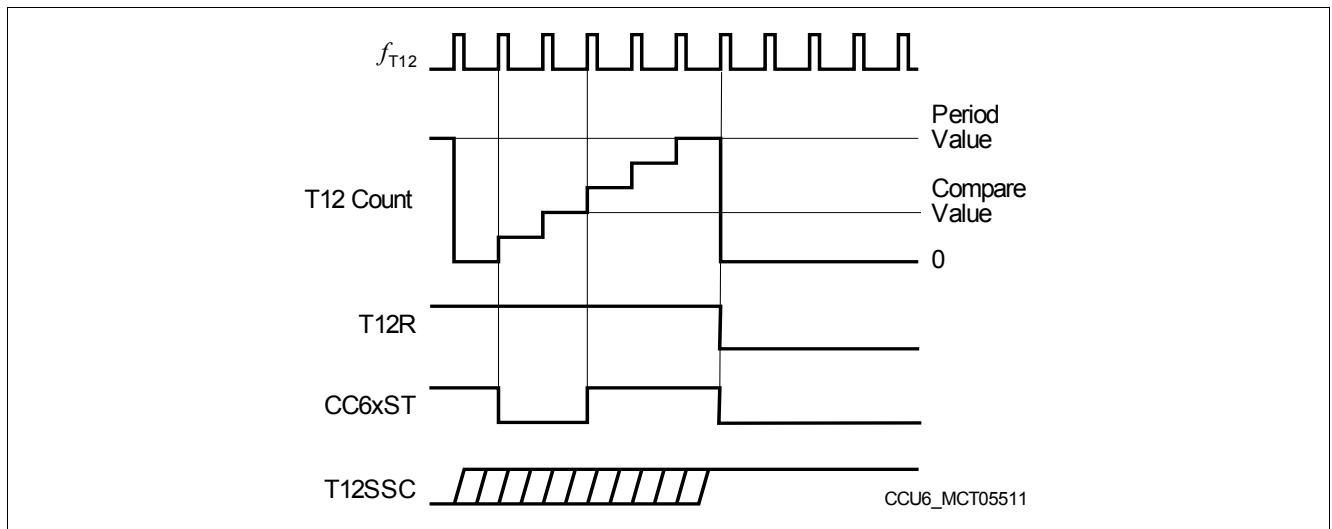 fT12
Period
Value
T12 Count
Compare
Value
0
T12R
CC6xST
T12SSC
CCU6_MCT05511